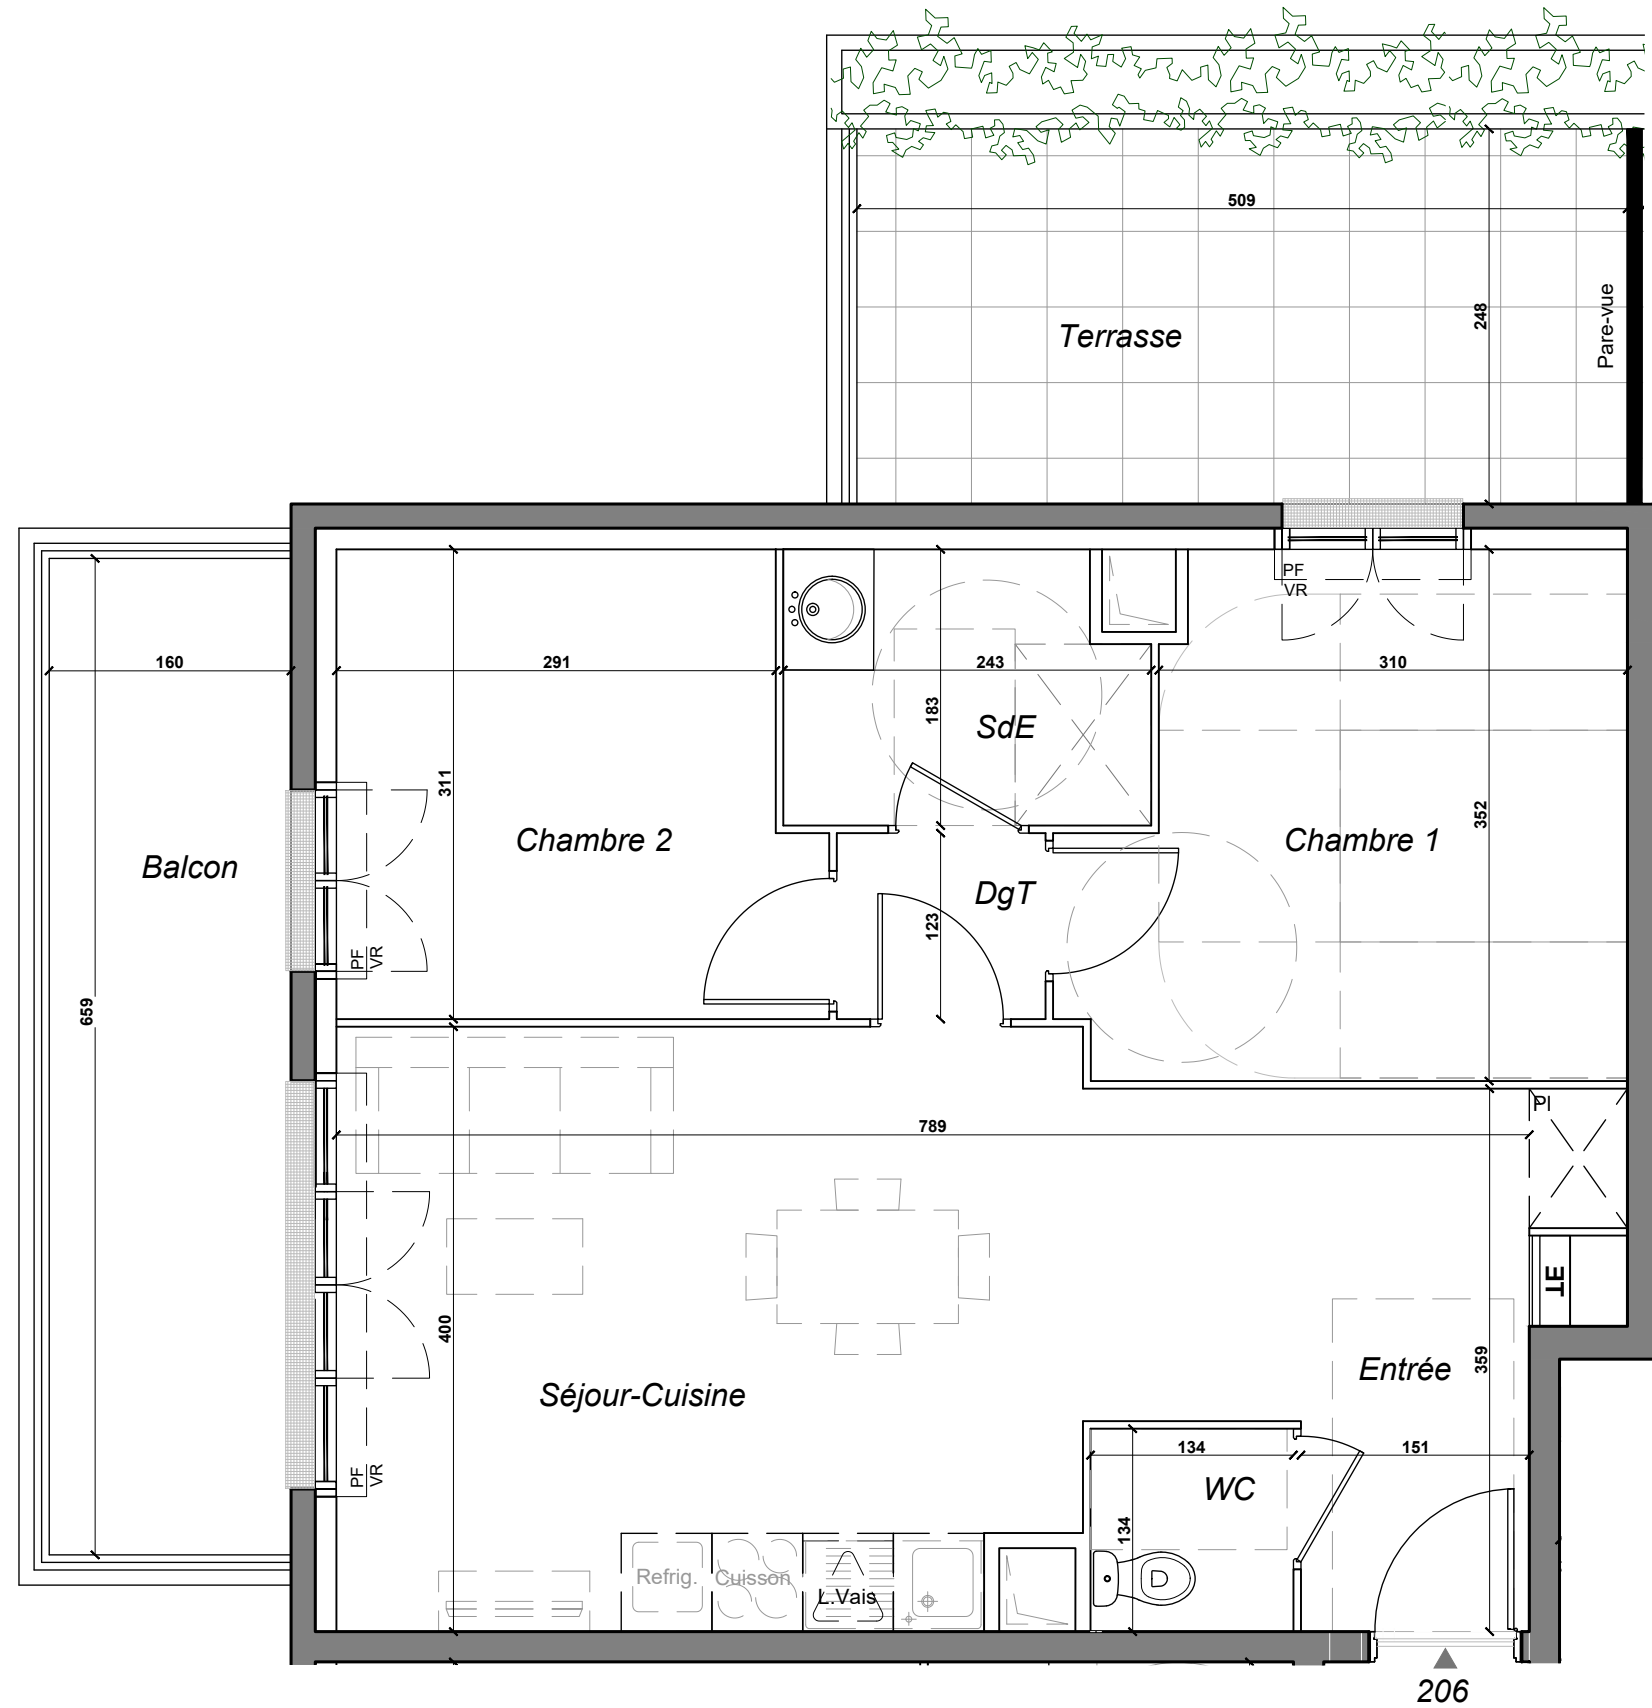 509
248
Pare-vue
Terrasse
PF
VR
160
291
243
310
183
SdE
311
352
Chambre 2
Chambre 1
Balcon
DgT
123
PF
VR
659
Pl
789
TE
400
359
Entrée
Séjour-Cuisine
134
151
PF
VR
WC
134
Refrig.
Cuisson
L.Vais
206